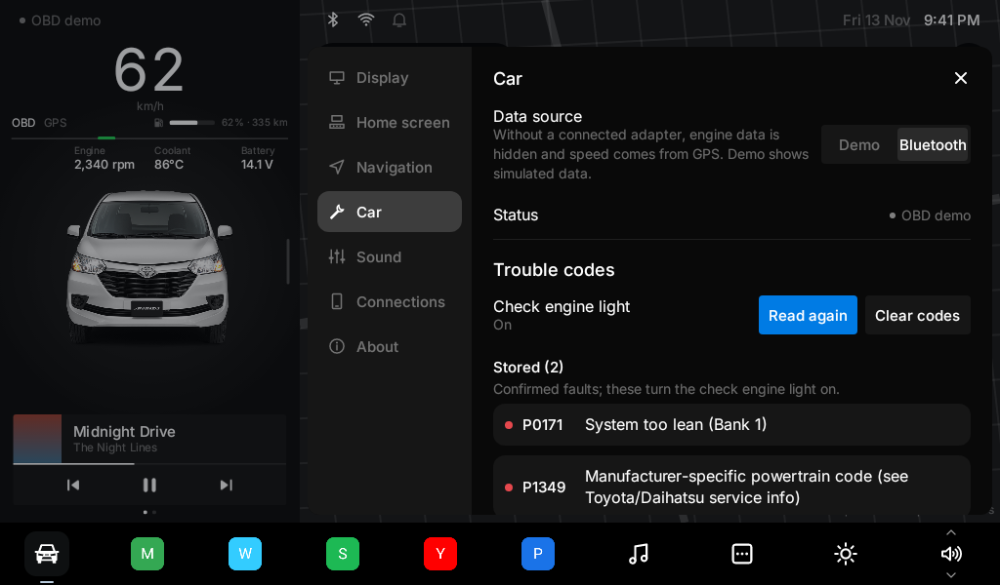 OBD demo
62
km/h
OBD GPS
62% · 335 km
Engine
2,340 rpm
Coolant
86°C
Battery
14.1 V
Midnight Drive
The Night Lines
Fri 13 Nov 9:41 PM
Display
Home screen
Navigation
Car
Sound
Connections
About
Car
Data source
Without a connected adapter, engine data is
hidden and speed comes from GPS. Demo shows
simulated data.
Demo Bluetooth
Status
OBD demo
Trouble codes
Check engine light
On
Read again
Clear codes
Stored (2)
Confirmed faults; these turn the check engine light on.
P0171 System too lean (Bank 1)
P1349 Manufacturer-specific powertrain code (see
Toyota/Daihatsu service info)
M W S Y P